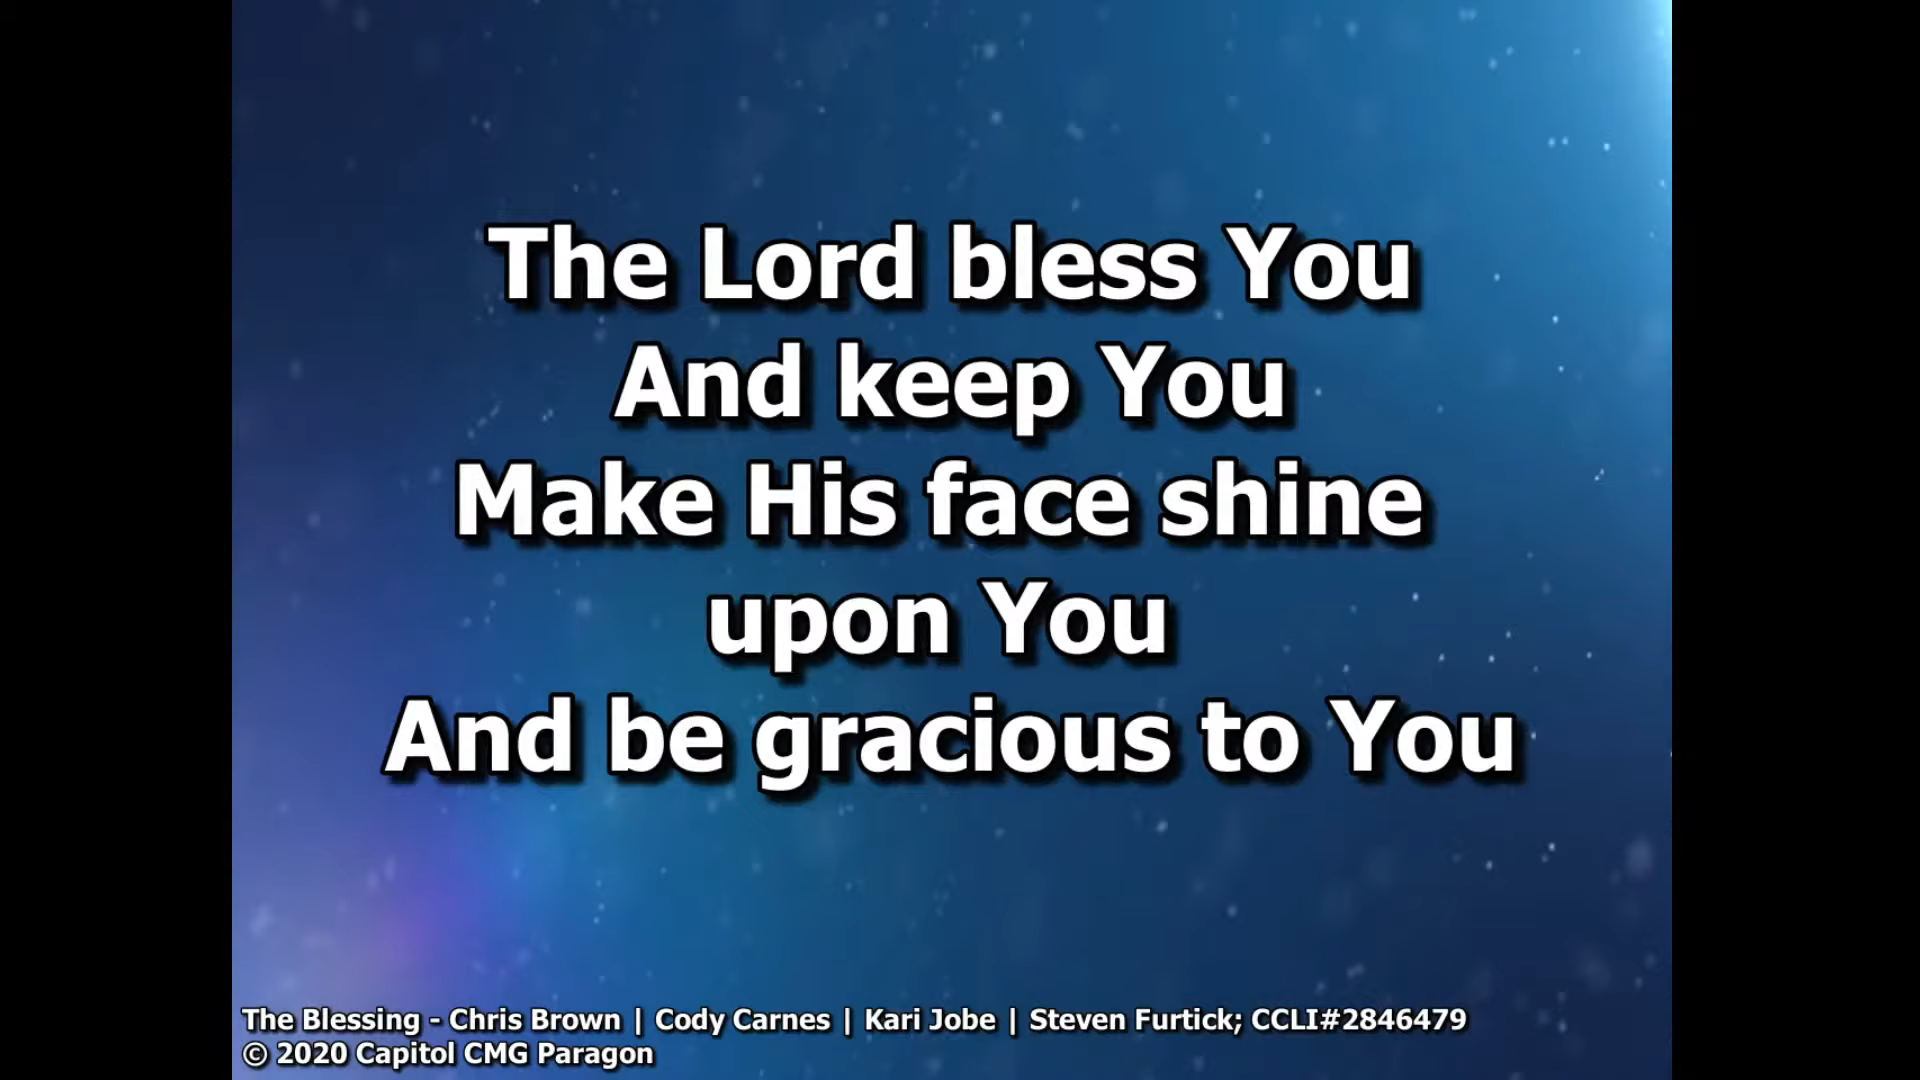 The Lord bless You
And keep You
Make His face shine
upon You
And be gracious to You
The Blessing - Chris Brown | Cody Carnes | Kari Jobe | Steven Furtick; CCLI#2846479
© 2020 Capitol CMG Paragon